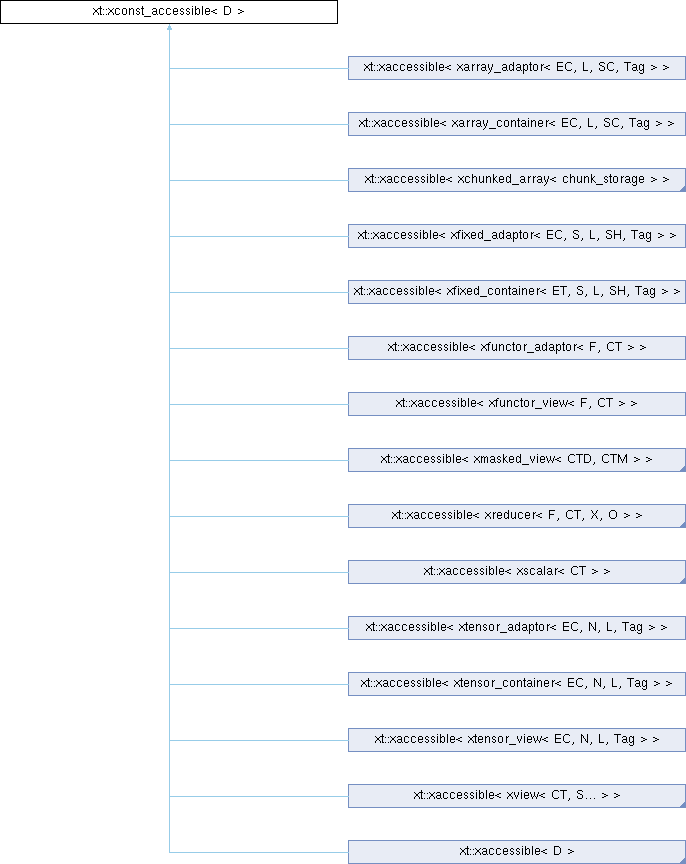 xt::xconst_accessible< D >
xt::xaccessible< xarray_adaptor< EC, L, SC, Tag > >
xt::xaccessible< xarray_container< EC, L, SC, Tag > >
xt::xaccessible< xchunked_array< chunk_storage > >
xt::xaccessible< xfixed_adaptor< EC, S, L, SH, Tag > >
xt::xaccessible< xfixed_container< ET, S, L, SH, Tag > >
xt::xaccessible< xfunctor_adaptor< F, CT > >
xt::xaccessible< xfunctor_view< F, CT > >
xt::xaccessible< xmasked_view< CTD, CTM > >
xt::xaccessible< xreducer< F, CT, X, O > >
xt::xaccessible< xscalar< CT > >
xt::xaccessible< xtensor_adaptor< EC, N, L, Tag > >
xt::xaccessible< xtensor_container< EC, N, L, Tag > >
xt::xaccessible< xtensor_view< EC, N, L, Tag > >
xt::xaccessible< xview< CT, S... > >
xt::xaccessible< D >